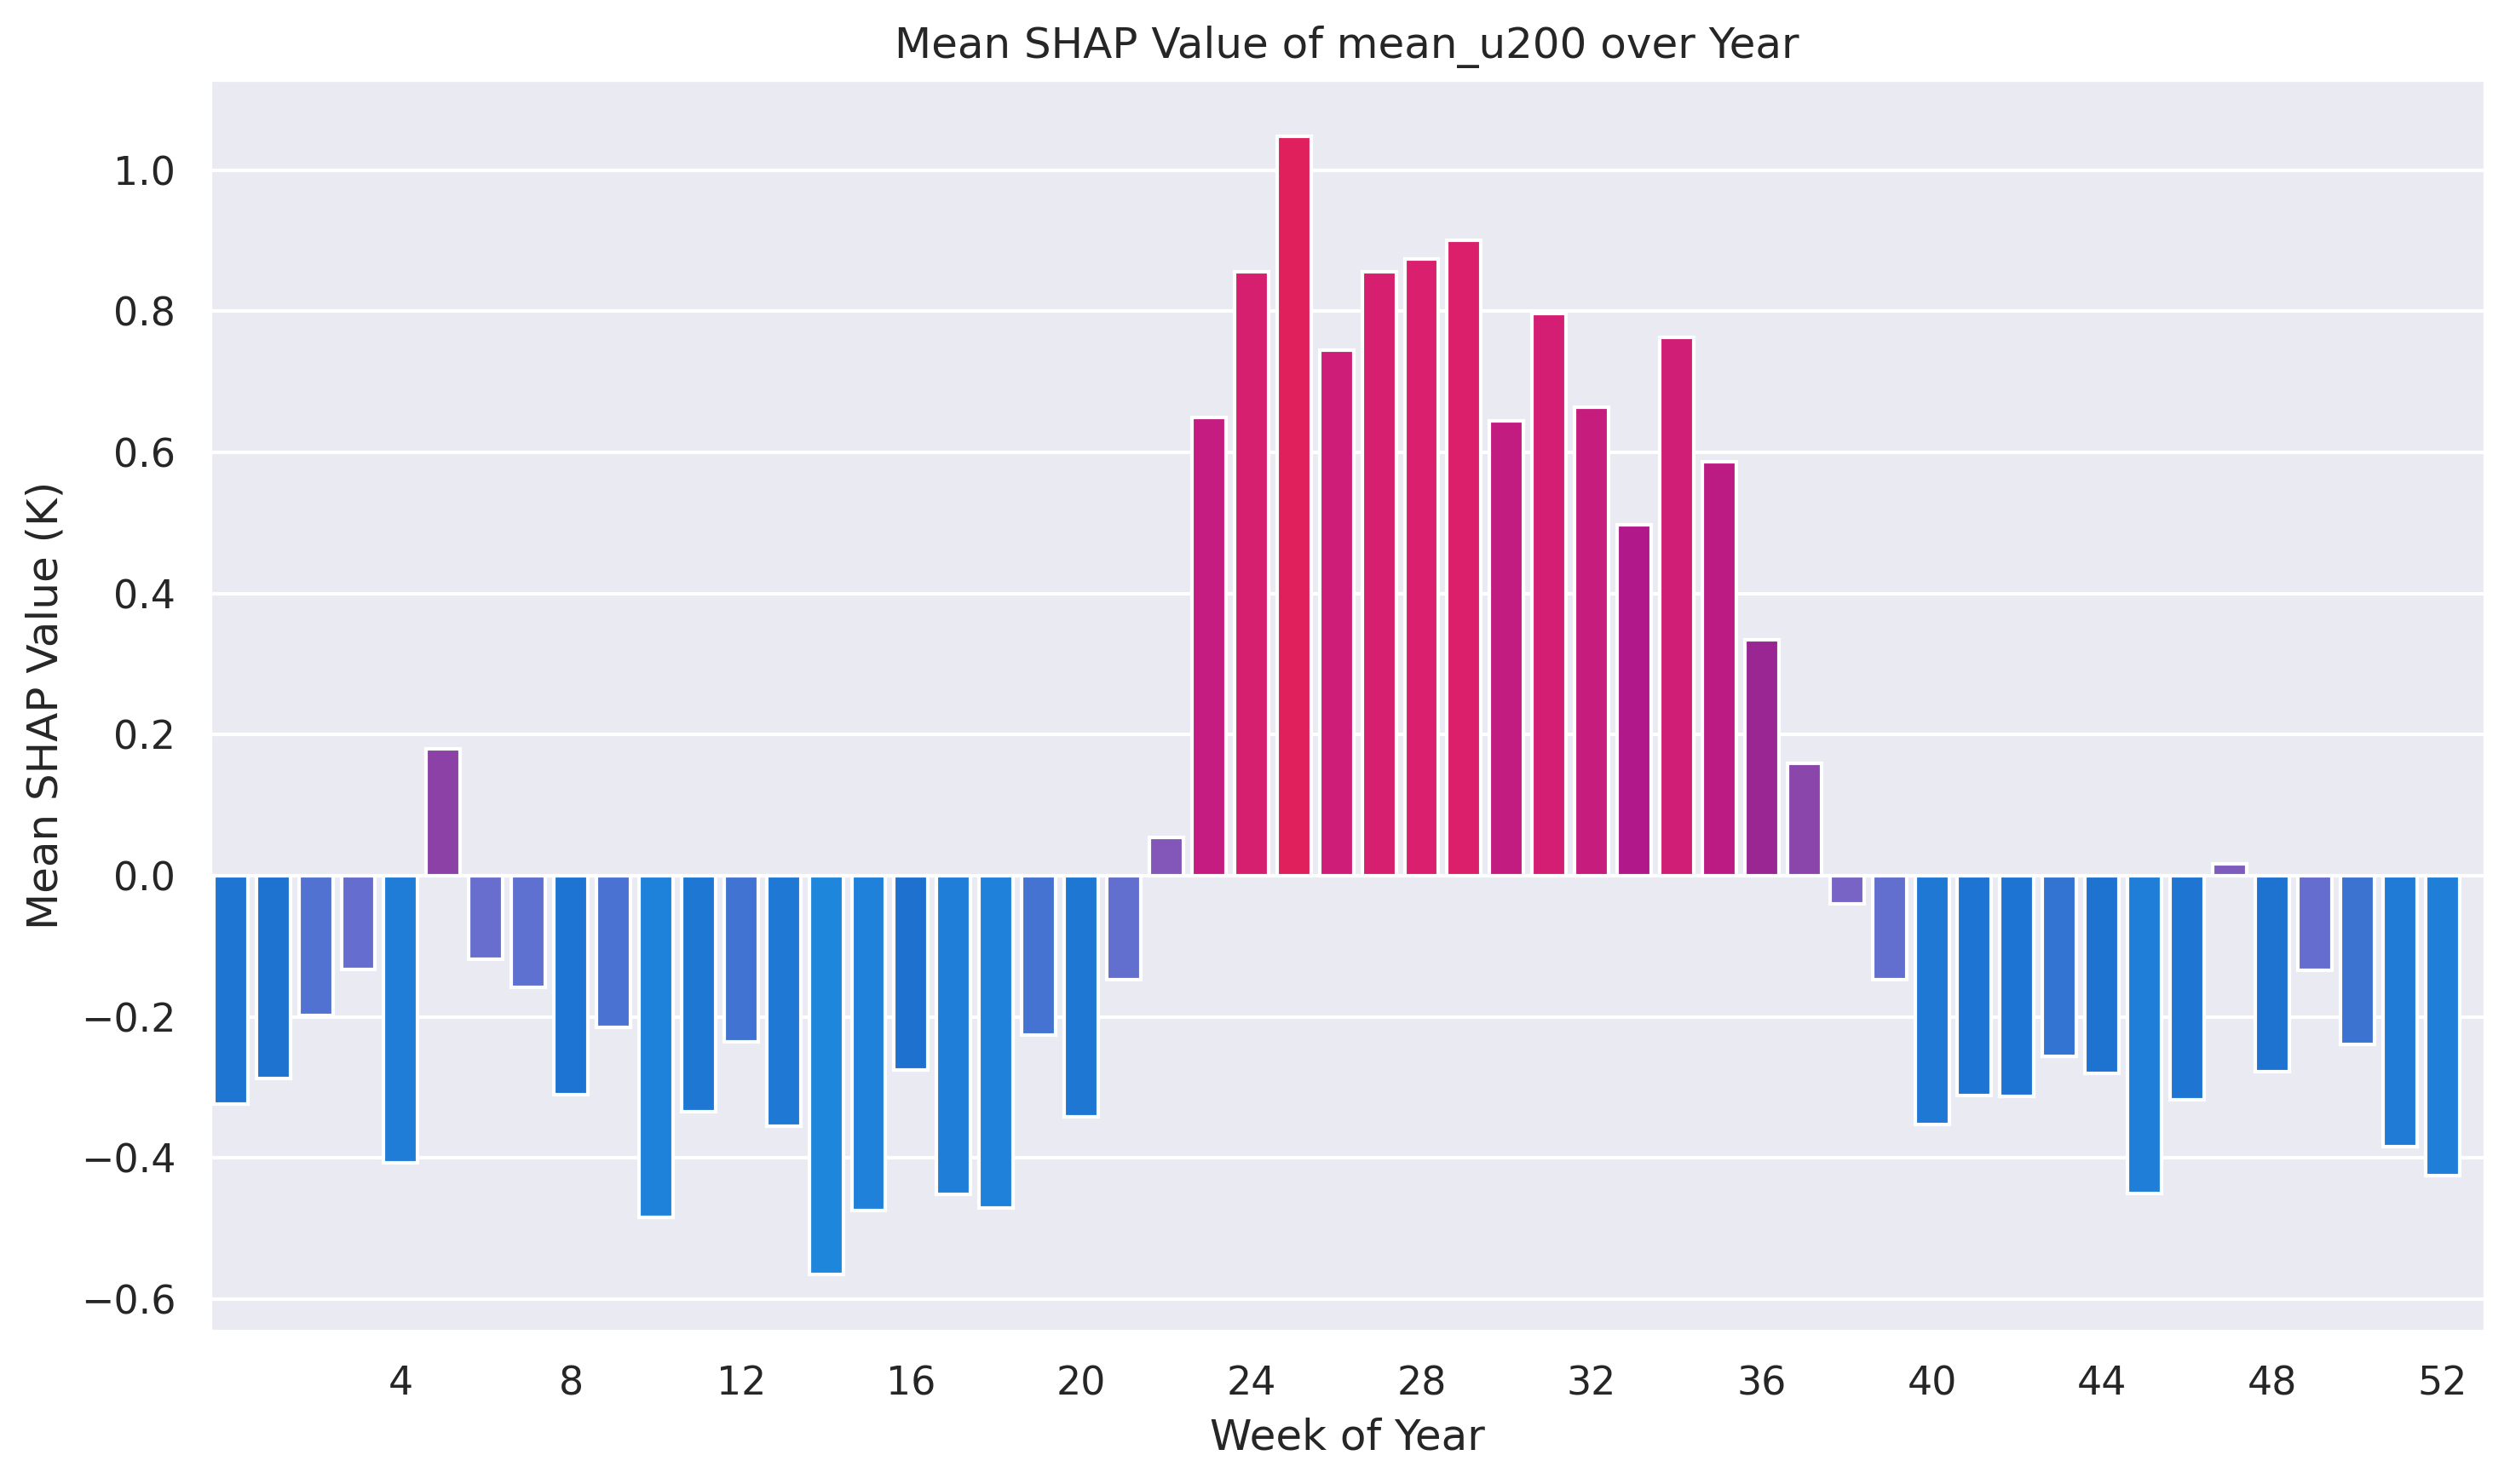 Mean SHAP Value of mean_u200 over Year
Mean SHAP Value (K)
1.0
0.8
0.6
0.4
0.2
0.0
−0.2
−0.4
−0.6
4 8 12 16 20 24 28 32 36 40 44 48 52
Week of Year